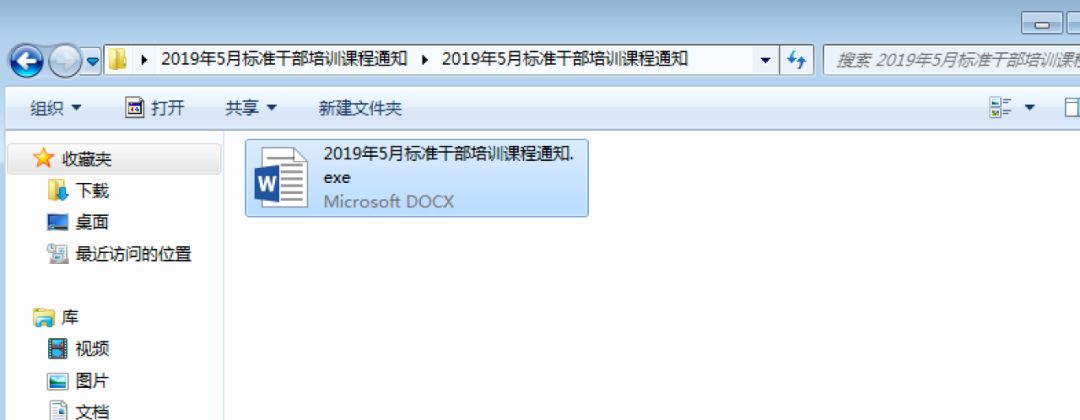 2019年5月标准干部培训课程通知 2019年5月标准干部培训课程通知 搜索 2019年5月标准干部培训课程
组织 打开 共享 新建文件夹
收藏夹
下载
桌面
最近访问的位置
库
视频
图片
文档
2019年5月标准干部培训课程通知.
exe
Microsoft DOCX